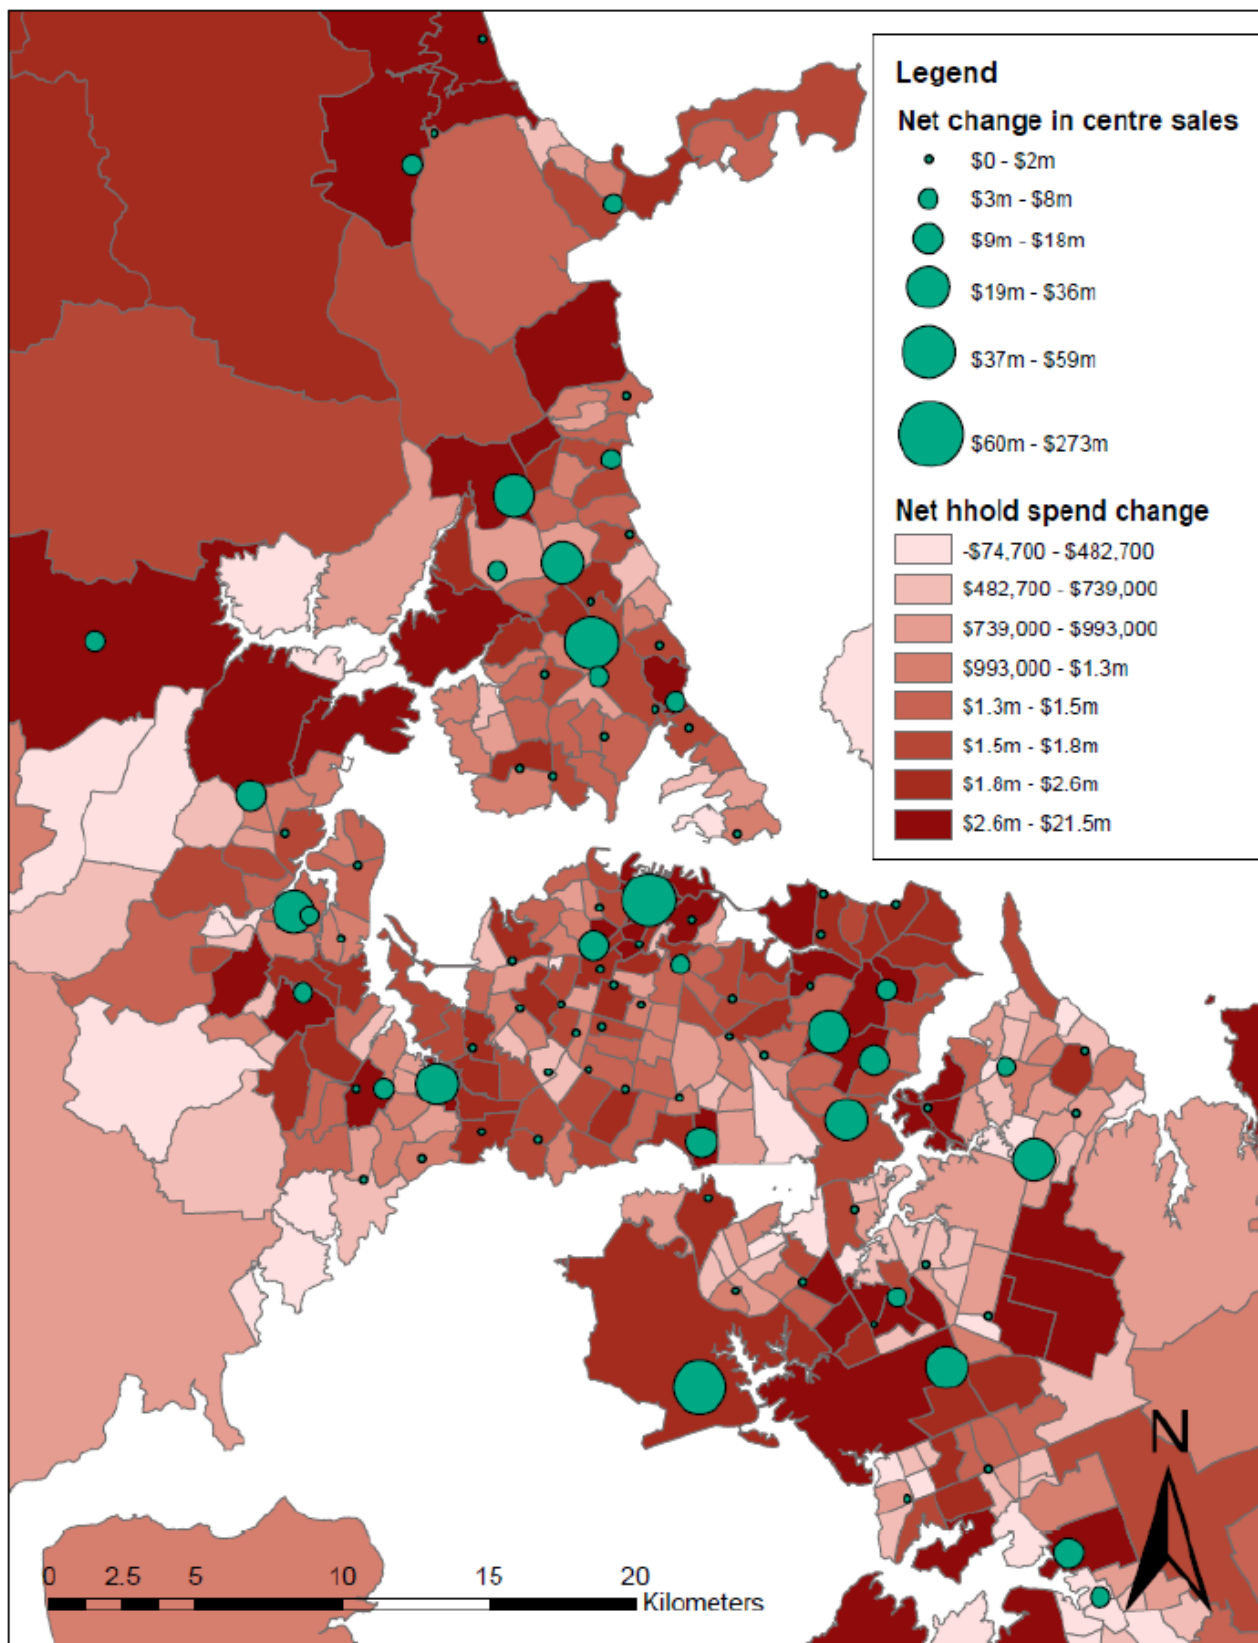 Legend
Net change in centre sales
$0 - $2m
$3m - $8m
$9m - $18m
$19m - $36m
$37m - $59m
$60m - $273m
Net hhold spend change
-$74,700 - $482,700
$482,700 - $739,000
$739,000 - $993,000
$993,000 - $1.3m
$1.3m - $1.5m
$1.5m - $1.8m
$1.8m - $2.6m
$2.6m - $21.5m
N
0 2.5 5 10 15 20
Kilometers